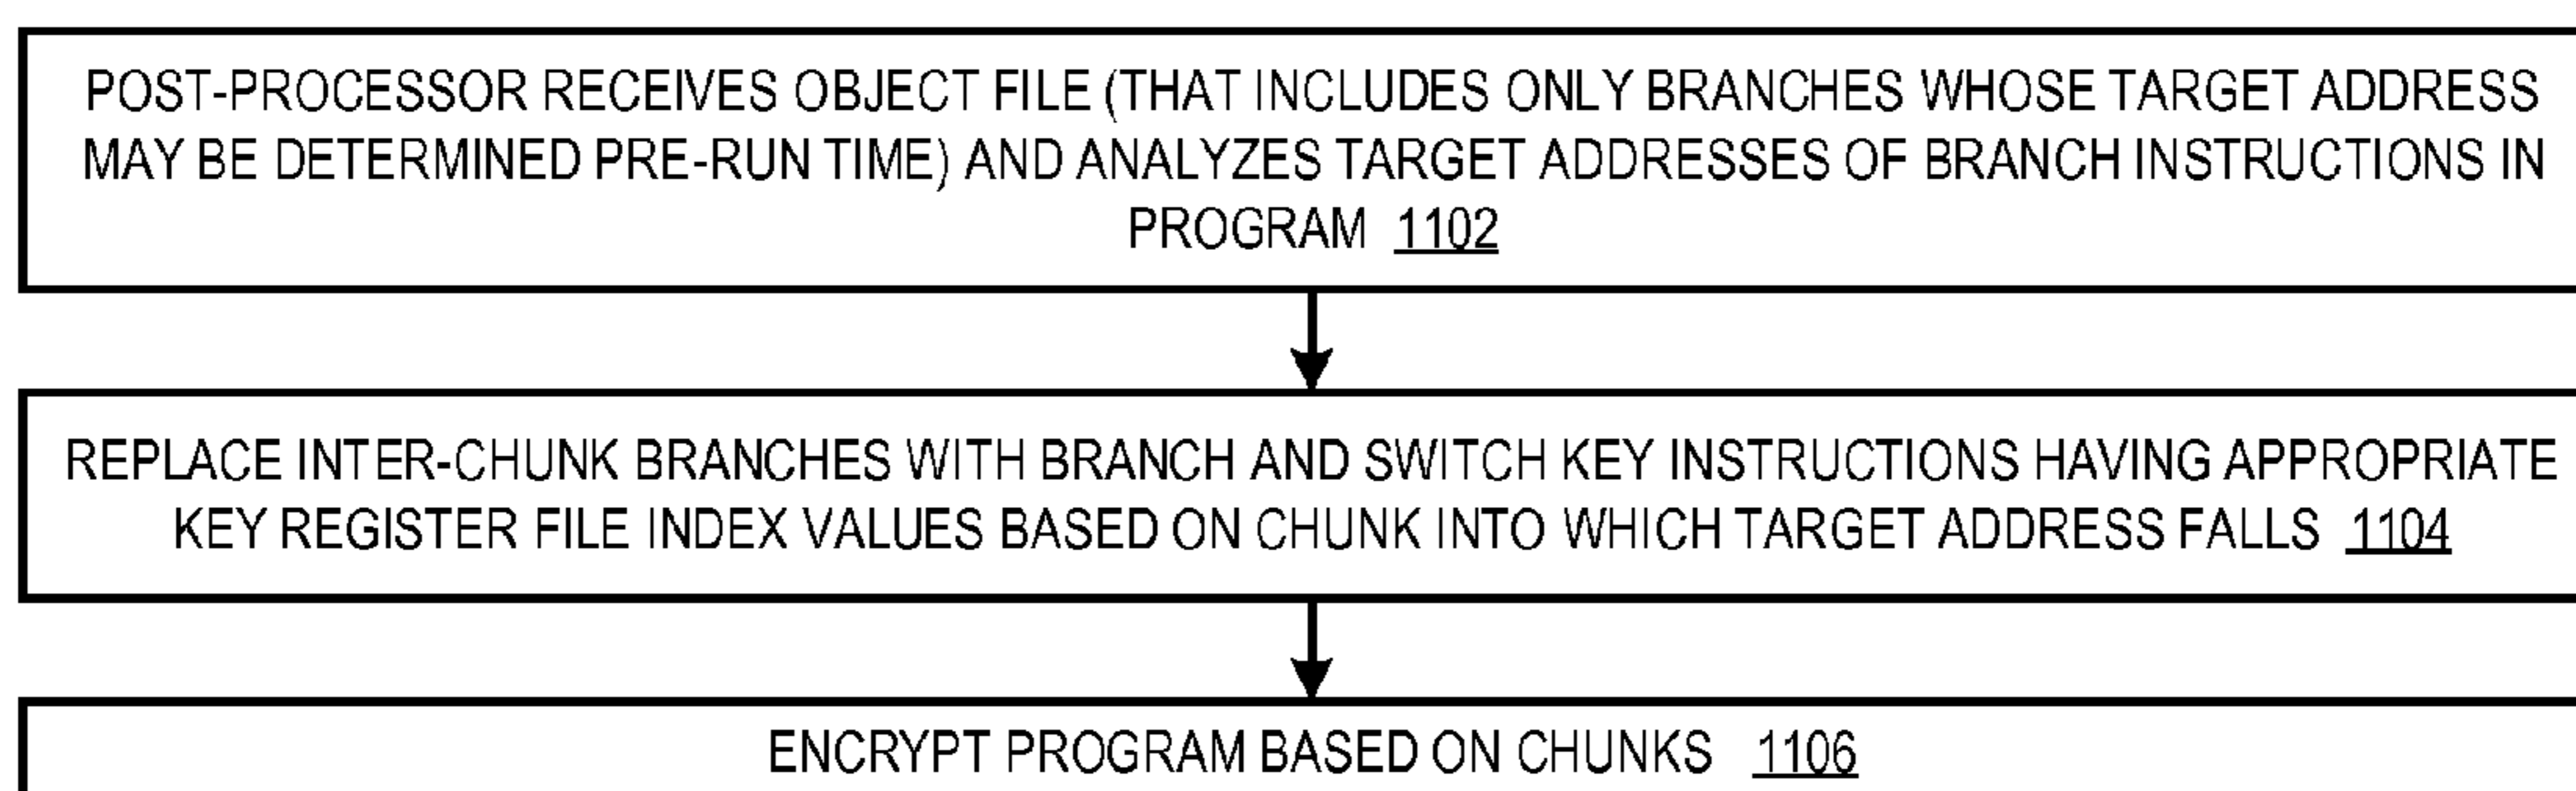 POST-PROCESSOR RECEIVES OBJECT FILE (THAT INCLUDES ONLY BRANCHES WHOSE TARGET ADDRESS
MAY BE DETERMINED PRE-RUN TIME) AND ANALYZES TARGET ADDRESSES OF BRANCH INSTRUCTIONS IN
PROGRAM 1102
REPLACE INTER-CHUNK BRANCHES WITH BRANCH AND SWITCH KEY INSTRUCTIONS HAVING APPROPRIATE
KEY REGISTER FILE INDEX VALUES BASED ON CHUNK INTO WHICH TARGET ADDRESS FALLS 1104
ENCRYPT PROGRAM BASED ON CHUNKS 1106